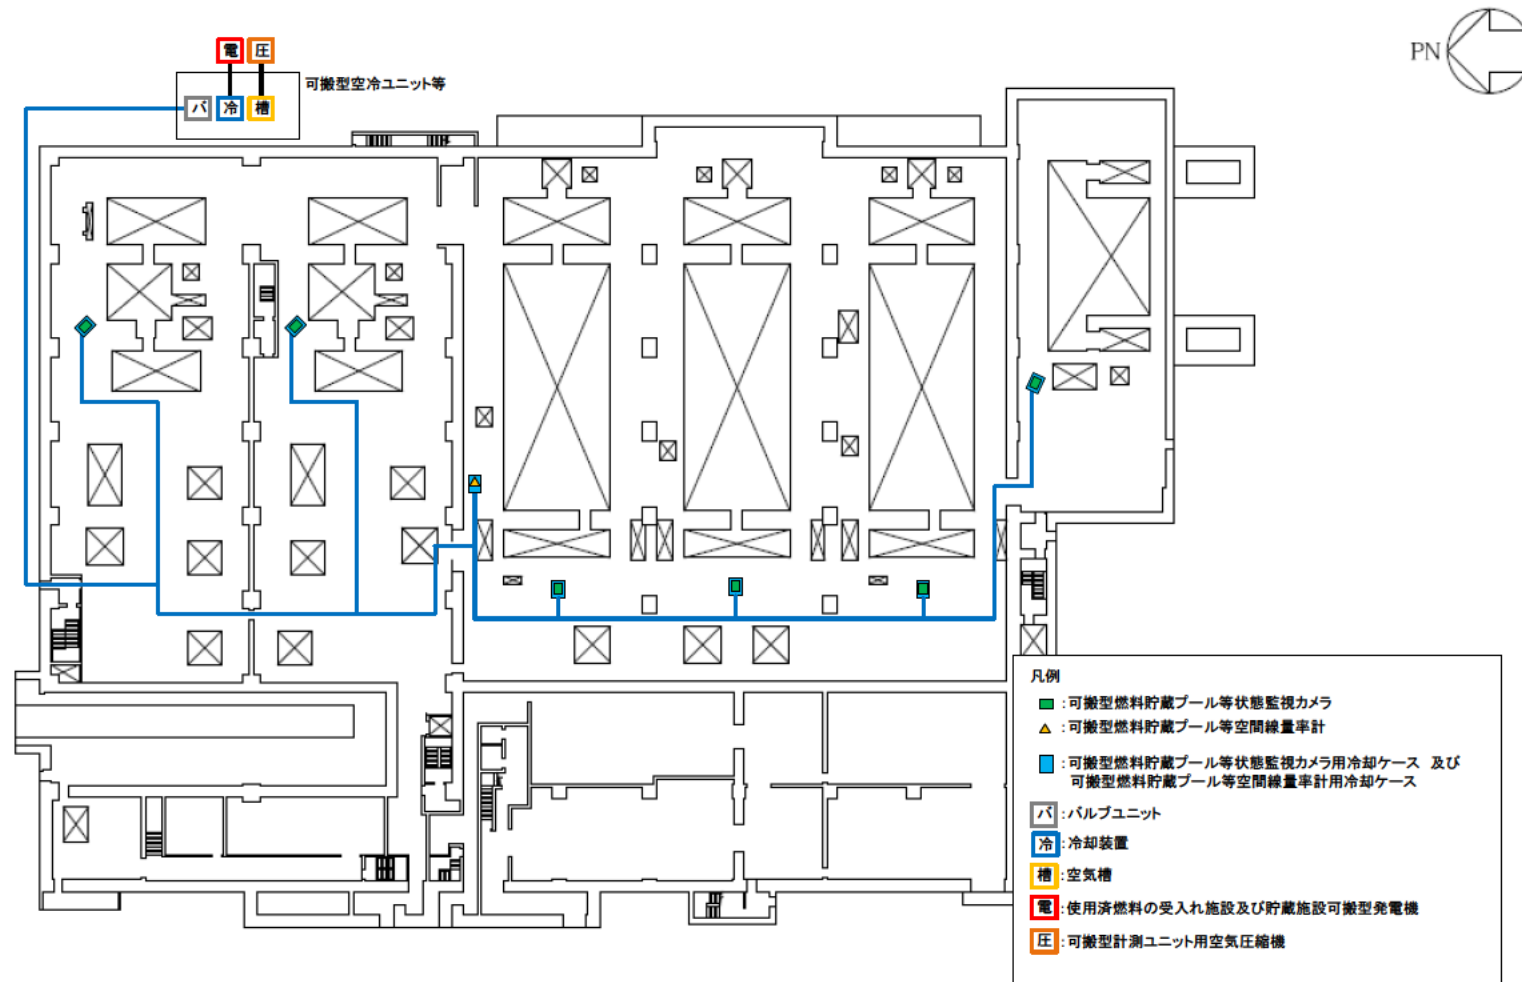 PN
電 圧
可搬型空冷ユニット等
バ 冷 槽
凡例
:可搬型燃料貯蔵プール等状態監視カメラ
:可搬型燃料貯蔵プール等空間線量率計
:可搬型燃料貯蔵プール等状態監視カメラ用冷却ケース 及び
可搬型燃料貯蔵プール等空間線量率計用冷却ケース
バ:バルブユニット
冷:冷却装置
槽:空気槽
電:使用済燃料の受入れ施設及び貯蔵施設可搬型発電機
圧:可搬型計測ユニット用空気圧縮機